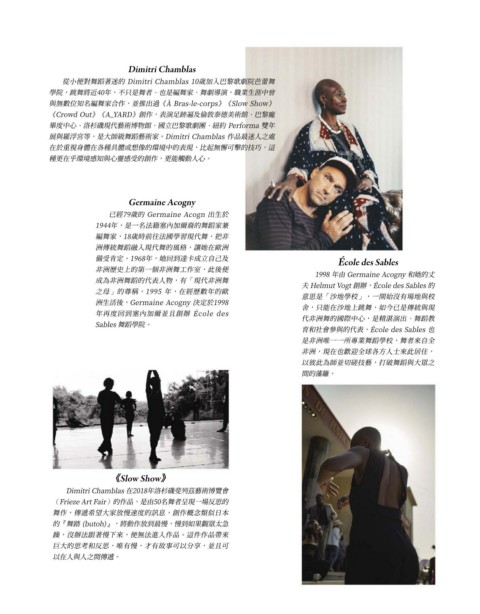 Dimitri Chamblas
從小便對舞蹈著迷的 Dimitri Chamblas 10歲加入巴黎歌劇院芭蕾舞
學院，跳舞將近40年，不只是舞者，也是編舞家、舞劇導演，職業生涯中曾
與無數位知名編舞家合作，並推出過《À Bras-le-corps》《Slow Show》
《Crowd Out》《A_YARD》創作，表演足跡遍及倫敦泰德美術館、巴黎龐
畢度中心、洛杉磯現代藝術博物館、國立巴黎歌劇團、紐約 Performa 雙年
展與羅浮宮等，是大師級舞蹈藝術家。Dimitri Chamblas 作品最迷人之處
在於重視身體在各種具體或想像的環境中的表現，比起無懈可擊的技巧，這
種更在乎環境感知與心靈感受的創作，更能觸動人心。
Germaine Acogny
已經79歲的 Germaine Acogn 出生於
1944年，是一名法籍塞內加爾裔的舞蹈家兼
編舞家，18歲時前往法國學習現代舞，把非
洲傳統舞蹈融入現代舞的風格，讓她在歐洲
備受肯定。1968年，她回到達卡成立自己及
非洲歷史上的第一個非洲舞工作室，此後便
成為非洲舞蹈的代表人物，有「現代非洲舞
之母」的尊稱。1995 年，在經歷數年的歐
洲生活後，Germaine Acogny 決定於1998
年再度回到塞內加爾並且創辦 École des
Sables 舞蹈學院。
École des Sables
1998 年由 Germaine Acogny 和她的丈
夫 Helmut Vogt 創辦，École des Sables 的
意思是「沙地學校」，一開始沒有場地與校
舍，只能在沙地上跳舞，如今已是傳統與現
代非洲舞的國際中心，是精湛演出、舞蹈教
育和社會參與的代表。École des Sables 也
是非洲唯一一所專業舞蹈學校，舞者來自全
非洲，現在也歡迎全球各方人士來此居住，
以彼此為師並切磋技藝，打破舞蹈與大眾之
間的藩籬。
《Slow Show》
Dimitri Chamblas 在2018年洛杉磯斐列茲藝術博覽會
（Frieze Art Fair）的作品，是由50名舞者呈現一場反思的
舞作，傳遞希望大家放慢速度的訊息，創作概念類似日本
的『舞踏 (butoh)』，將動作放到最慢，慢到如果觀眾太急
躁，沒辦法跟著慢下來，便無法進入作品。這件作品帶來
巨大的思考和反思，唯有慢，才有故事可以分享，並且可
以在人與人之間傳遞。